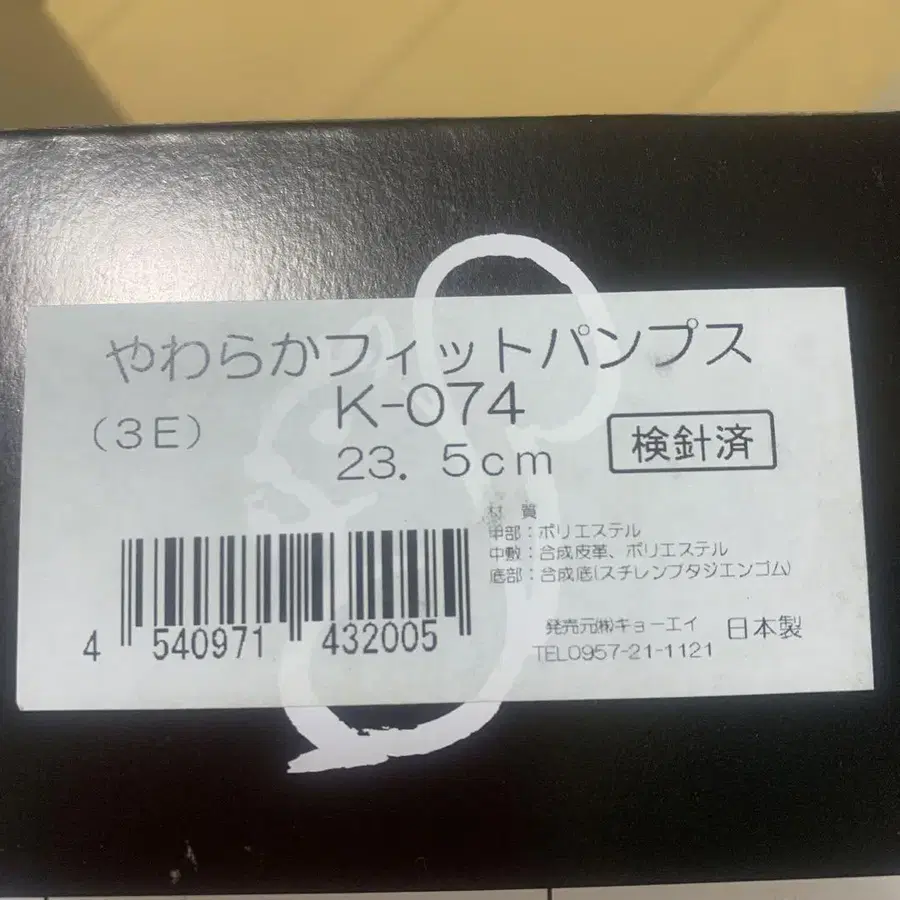 やわらかフィットパンプス
K-074
(3E)
23.5cm
検針済
材質
甲部:ポリエステル
中敷:合成皮革、ポリエステル
底部:合成底(スチレンブタジエンゴム)
4 540971 432005
発売元㈱キョーエイ 日本製
TEL0957-21-1121